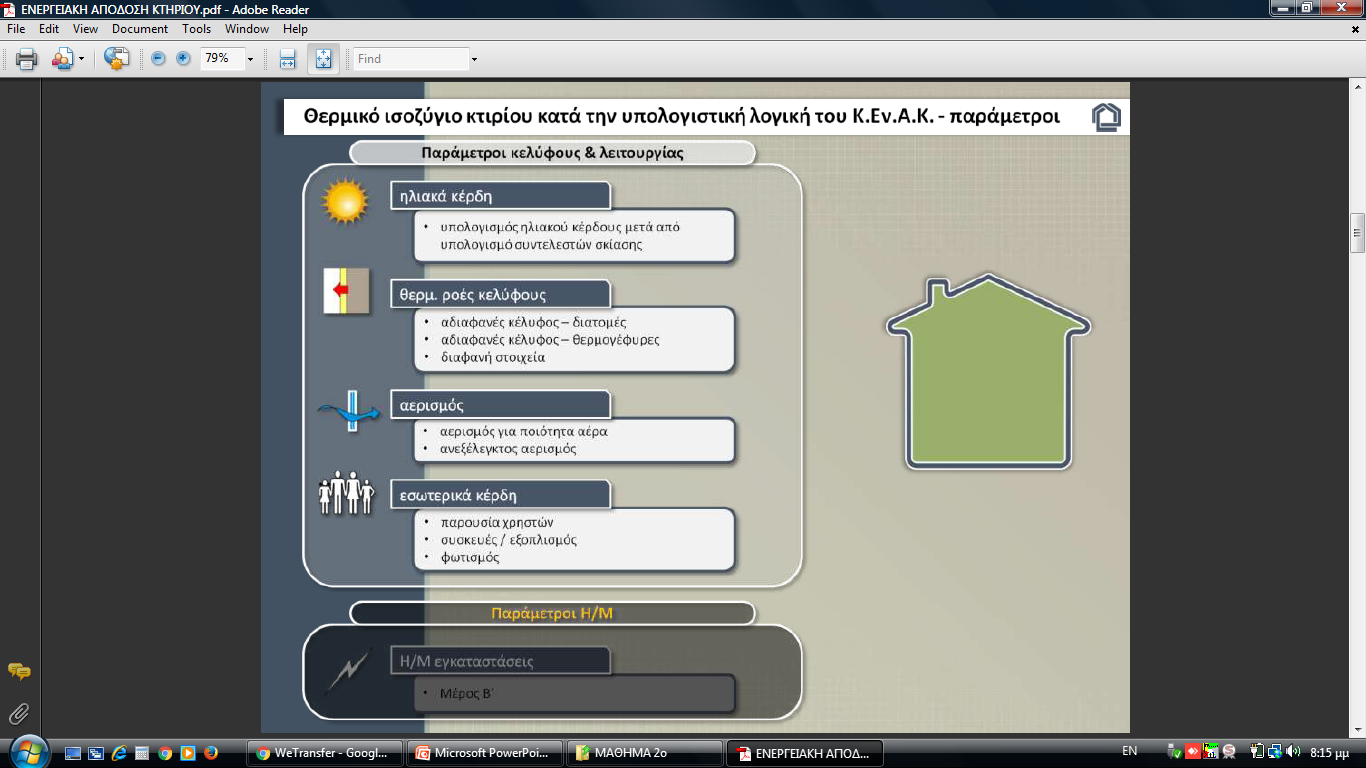 ΕΝΕΡΓΕΙΑΚΗ ΑΠΟΔΟΣΗ ΚΤΗΡΙΟΥ.pdf - Adobe Reader
File Edit View Document Tools Window Help
79% Find
Θερμικό ισοζύγιο κτιρίου κατά την υπολογιστική λογική του Κ.Εν.Α.Κ. - παράμετροι
Παράμετροι κελύφους & λειτουργίας
ηλιακά κέρδη
• υπολογισμός ηλιακού κέρδους μετά από
υπολογισμό συντελεστών σκίασης
θερμ. ροές κελύφους
• αδιαφανές κέλυφος – διατομές
• αδιαφανές κέλυφος – θερμογέφυρες
• διαφανή στοιχεία
αερισμός
• αερισμός για ποιότητα αέρα
• ανεξέλεγκτος αερισμός
εσωτερικά κέρδη
• παρουσία χρηστών
• συσκευές / εξοπλισμός
• φωτισμός
Παράμετροι Η/Μ
Η/Μ εγκαταστάσεις
• Μέρος Β΄
WeTransfer - Googl... Microsoft PowerPoi... ΜΑΘΗΜΑ 2ο ΕΝΕΡΓΕΙΑΚΗ ΑΠΟΔ... EN 8:15 μμ